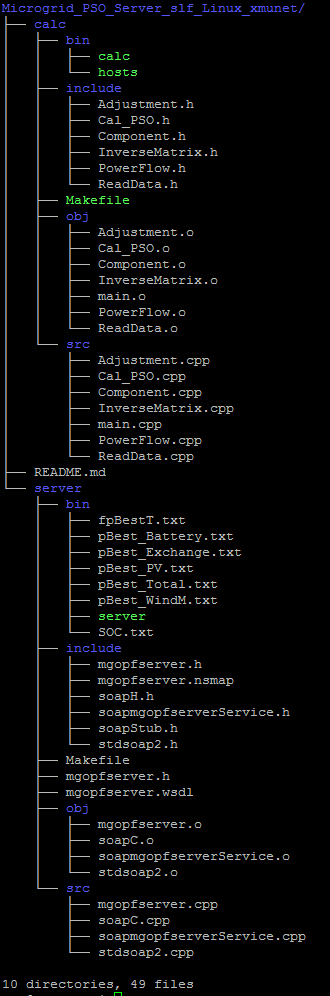 Microgrid_PSO_Server_slf_Linux_xmunet/
├── calc
│   ├── bin
│   │   ├── calc
│   │   └── hosts
│   ├── include
│   │   ├── Adjustment.h
│   │   ├── Cal_PSO.h
│   │   ├── Component.h
│   │   ├── InverseMatrix.h
│   │   ├── PowerFlow.h
│   │   └── ReadData.h
│   ├── Makefile
│   ├── obj
│   │   ├── Adjustment.o
│   │   ├── Cal_PSO.o
│   │   ├── Component.o
│   │   ├── InverseMatrix.o
│   │   ├── main.o
│   │   ├── PowerFlow.o
│   │   └── ReadData.o
│   └── src
│       ├── Adjustment.cpp
│       ├── Cal_PSO.cpp
│       ├── Component.cpp
│       ├── InverseMatrix.cpp
│       ├── main.cpp
│       ├── PowerFlow.cpp
│       └── ReadData.cpp
├── README.md
└── server
    ├── bin
    │   ├── fpBestT.txt
    │   ├── pBest_Battery.txt
    │   ├── pBest_Exchange.txt
    │   ├── pBest_PV.txt
    │   ├── pBest_Total.txt
    │   ├── pBest_WindM.txt
    │   ├── server
    │   └── SOC.txt
    ├── include
    │   ├── mgopfserver.h
    │   ├── mgopfserver.nsmap
    │   ├── soapH.h
    │   ├── soapmgopfserverService.h
    │   ├── soapStub.h
    │   └── stdsoap2.h
    ├── Makefile
    ├── mgopfserver.h
    ├── mgopfserver.wsdl
    ├── obj
    │   ├── mgopfserver.o
    │   ├── soapC.o
    │   ├── soapmgopfserverService.o
    │   └── stdsoap2.o
    └── src
        ├── mgopfserver.cpp
        ├── soapC.cpp
        ├── soapmgopfserverService.cpp
        └── stdsoap2.cpp
10 directories, 49 files